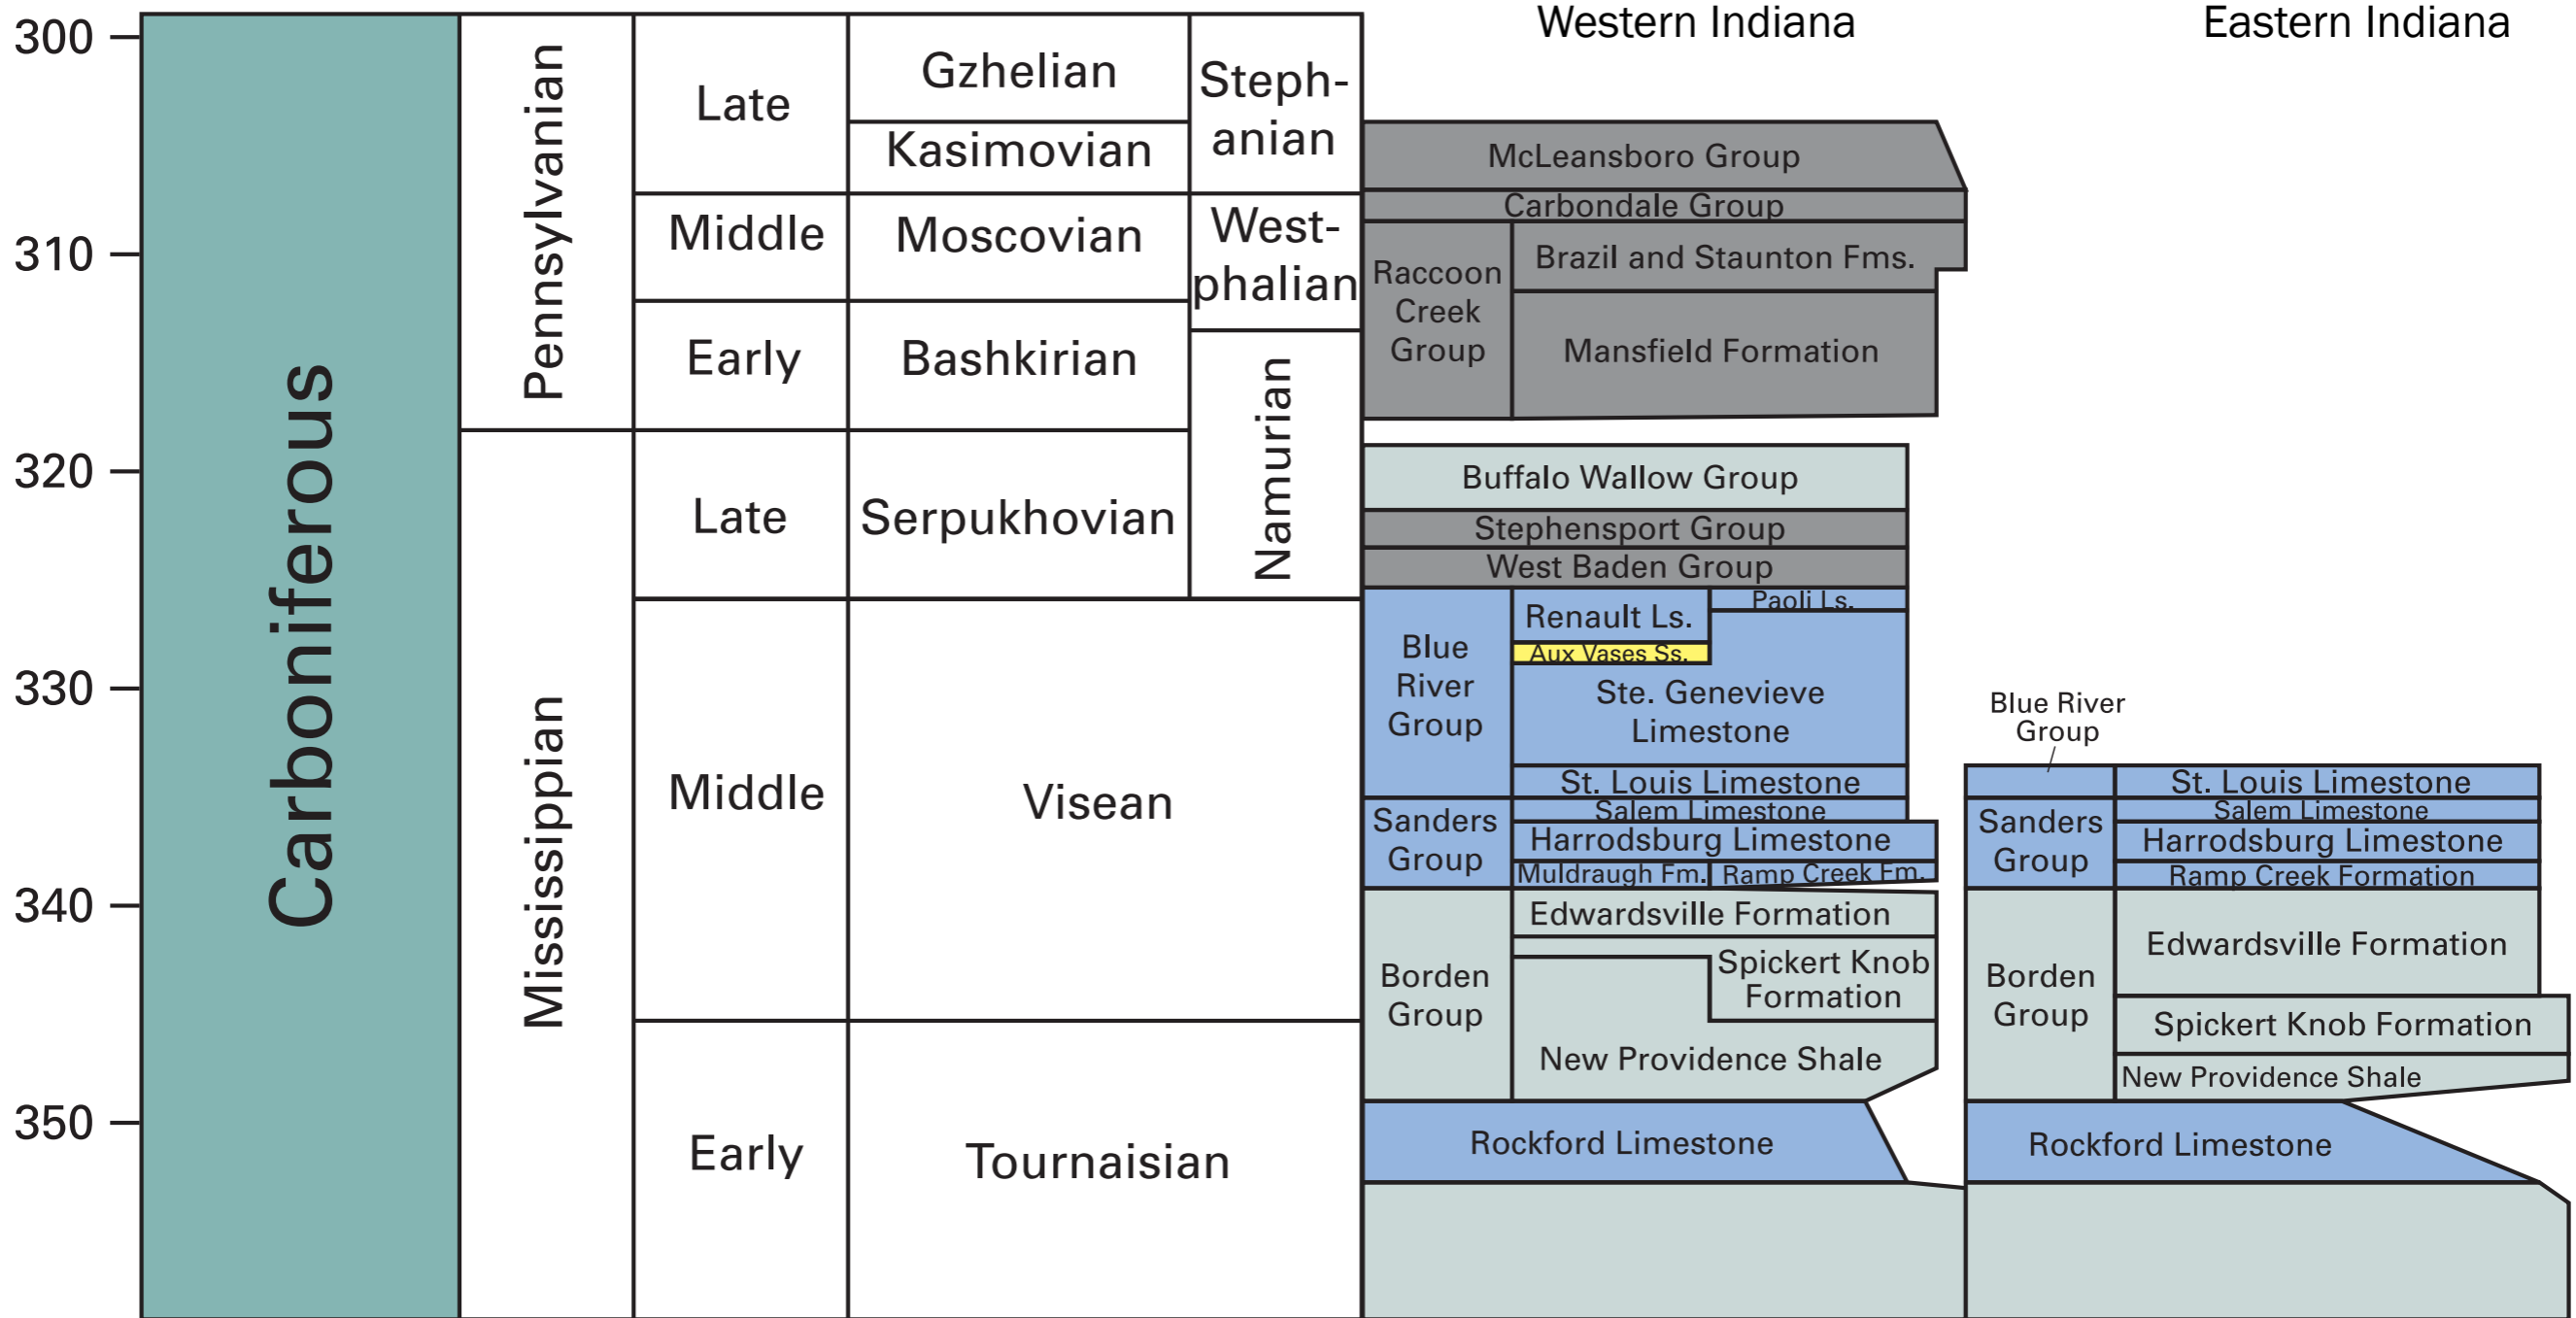 Western Indiana
Eastern Indiana
300
310
320
330
340
350
Carboniferous
Pennsylvanian
Mississippian
Late
Middle
Early
Late
Middle
Early
Gzhelian
Kasimovian
Moscovian
Bashkirian
Serpukhovian
Visean
Tournaisian
Steph-
anian
West-
phalian
Namurian
McLeansboro Group
Carbondale Group
Raccoon
Creek
Group
Brazil and Staunton Fms.
Mansfield Formation
Buffalo Wallow Group
Stephensport Group
West Baden Group
Blue
River
Group
Renault Ls.
Paoli Ls.
Aux Vases Ss.
Ste. Genevieve
Limestone
St. Louis Limestone
Sanders
Group
Salem Limestone
Harrodsburg Limestone
Muldraugh Fm.
Ramp Creek Fm.
Borden
Group
Edwardsville Formation
Spickert Knob
Formation
New Providence Shale
Rockford Limestone
Blue River
Group
St. Louis Limestone
Sanders
Group
Salem Limestone
Harrodsburg Limestone
Ramp Creek Formation
Borden
Group
Edwardsville Formation
Spickert Knob Formation
New Providence Shale
Rockford Limestone